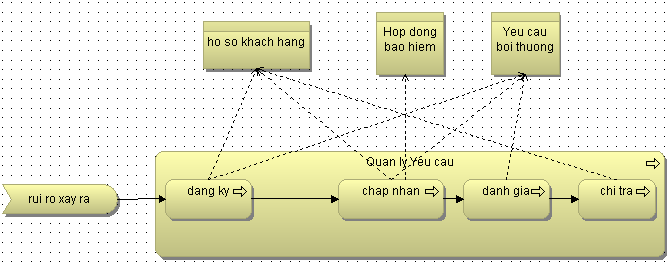 ho so khach hang
Hop dong
bao hiem
Yeu cau
boi thuong
Quan ly Yêu cau
rui ro xay ra
dang ky
chap nhan
danh gia
chi tra